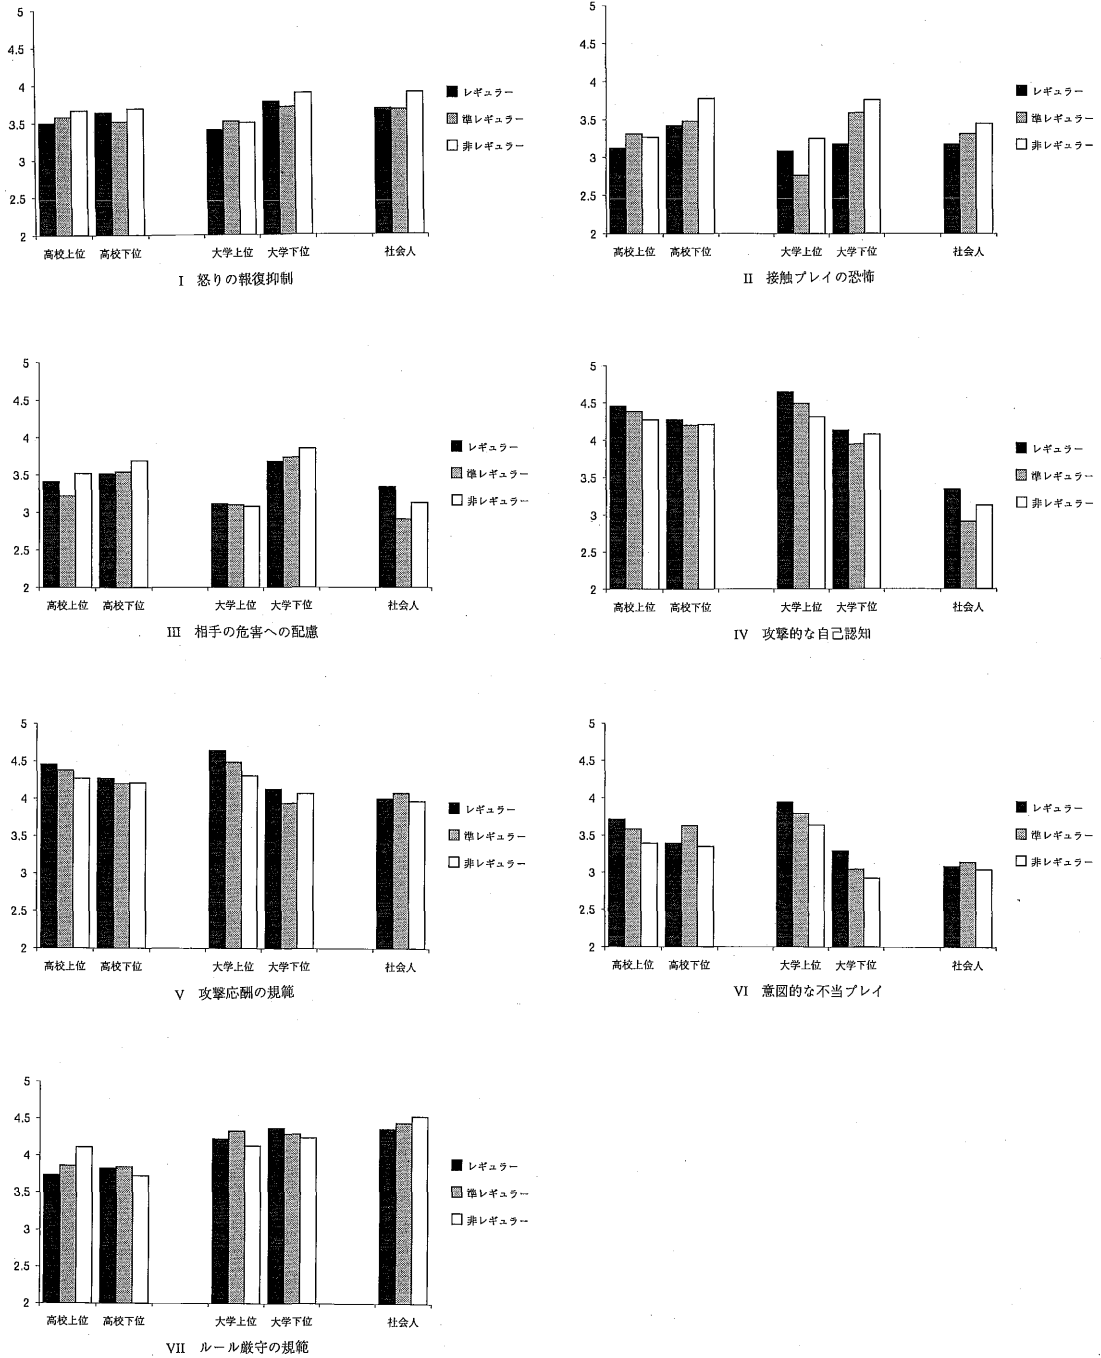 5
4.5
4
3.5
3
2.5
2
高校上位 高校下位 大学上位 大学下位 社会人
レギュラー
準レギュラー
非レギュラー
I 怒りの報復抑制
5
4.5
4
3.5
3
2.5
2
高校上位 高校下位 大学上位 大学下位 社会人
レギュラー
準レギュラー
非レギュラー
II 接触プレイの恐怖
5
4.5
4
3.5
3
2.5
2
高校上位 高校下位 大学上位 大学下位 社会人
レギュラー
準レギュラー
非レギュラー
III 相手の危害への配慮
5
4.5
4
3.5
3
2.5
2
高校上位 高校下位 大学上位 大学下位 社会人
レギュラー
準レギュラー
非レギュラー
IV 攻撃的な自己認知
5
4.5
4
3.5
3
2.5
2
高校上位 高校下位 大学上位 大学下位 社会人
レギュラー
準レギュラー
非レギュラー
V 攻撃応酬の規範
5
4.5
4
3.5
3
2.5
2
高校上位 高校下位 大学上位 大学下位 社会人
レギュラー
準レギュラー
非レギュラー
VI 意図的な不当プレイ
5
4.5
4
3.5
3
2.5
2
高校上位 高校下位 大学上位 大学下位 社会人
レギュラー
準レギュラー
非レギュラー
VII ルール厳守の規範